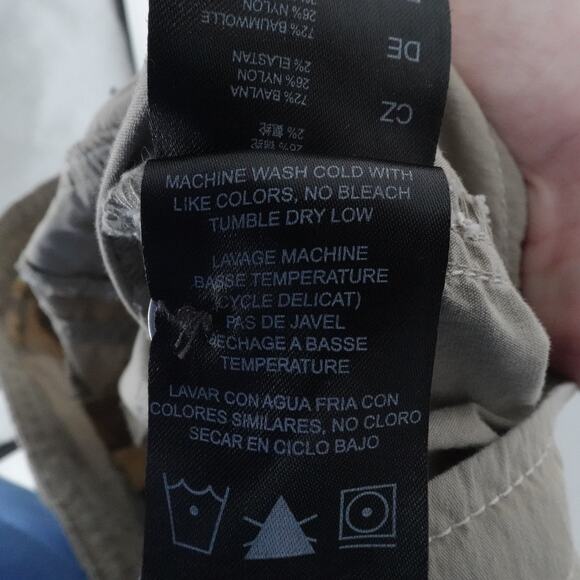 26% NYLON
72% BAUMWOLLE
DE
2% ELASTAN
26% NYLON
72% BAVLNA
CZ
MACHINE WASH COLD WITH
LIKE COLORS, NO BLEACH
TUMBLE DRY LOW
LAVAGE MACHINE
BASSE TEMPERATURE
(CYCLE DELICAT)
PAS DE JAVEL
SECHAGE A BASSE
TEMPERATURE
LAVAR CON AGUA FRIA CON
COLORES SIMILARES, NO CLORO
SECAR EN CICLO BAJO